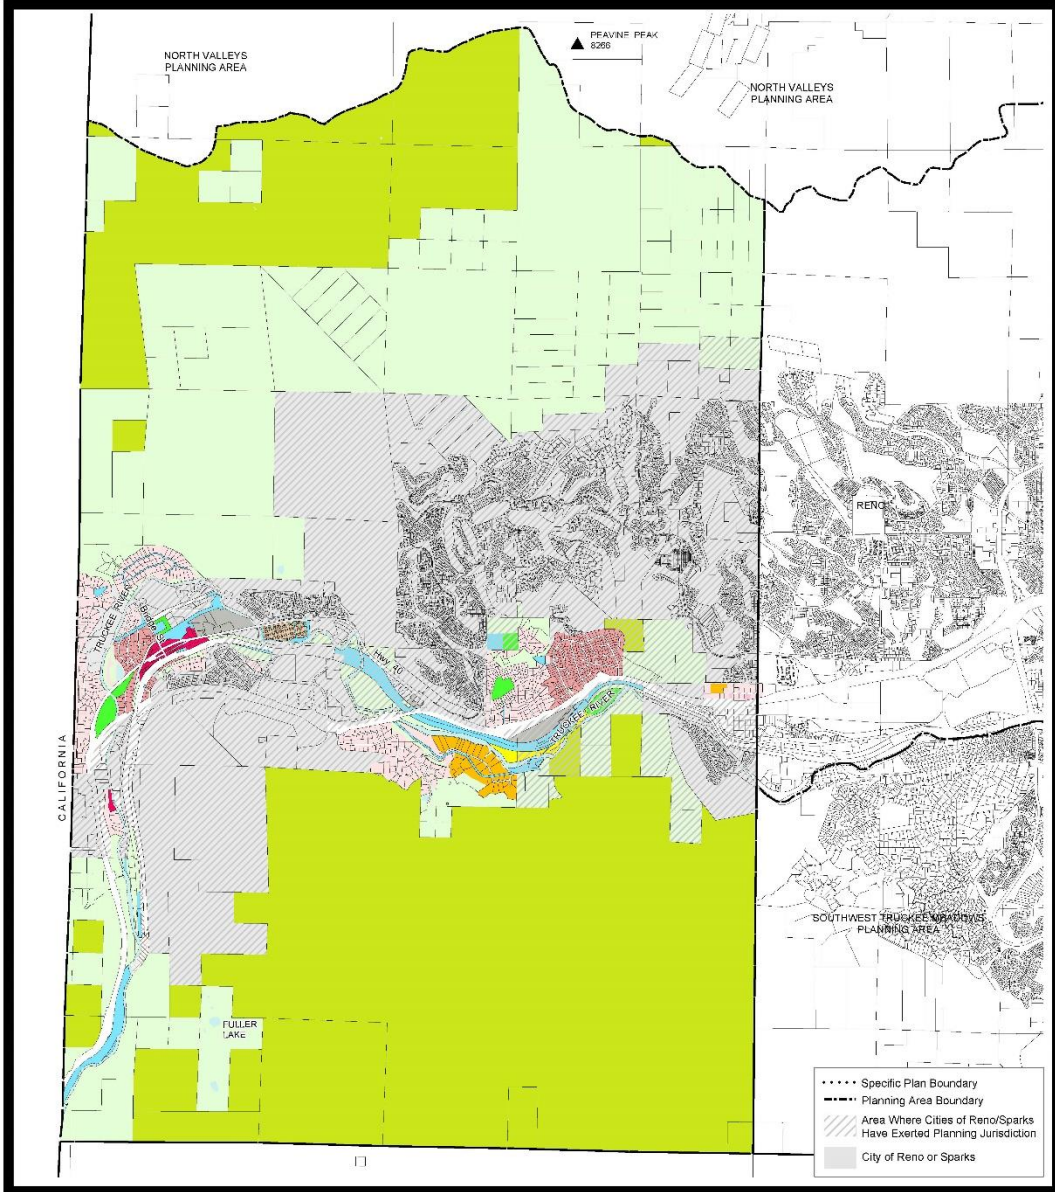 PEAVINE PEAK
8266
NORTH VALLEYS
PLANNING AREA
NORTH VALLEYS
PLANNING AREA
RENO
TRUCKEE RIVER
Hwy 40
TRUCKEE RIVER
CALIFORNIA
SOUTHWEST TRUCKEE MEADOWS
PLANNING AREA
FULLER
LAKE
Specific Plan Boundary
Planning Area Boundary
Area Where Cities of Reno/Sparks
Have Exerted Planning Jurisdiction
City of Reno or Sparks